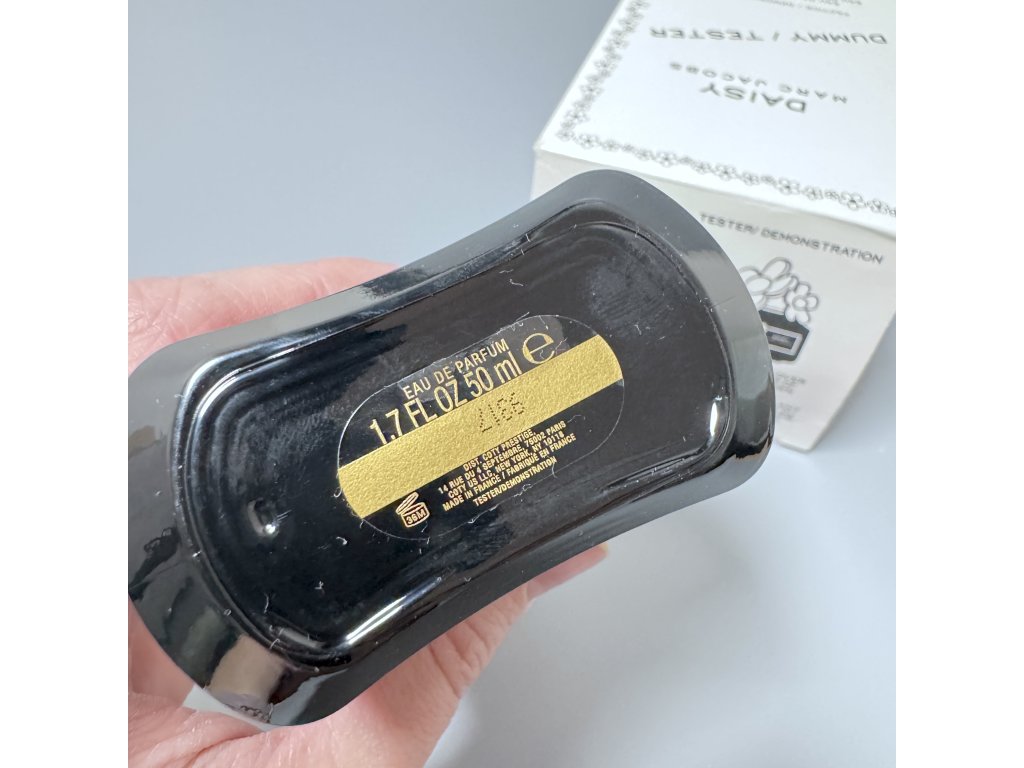 EAU DE PARFUM
1.7 FL OZ 50 ml e
DIST. COTY PRESTIGE
14 RUE DU 4 SEPTEMBRE, 75002 PARIS
COTY US LLC, NEW YORK, NY 10118
MADE IN FRANCE / FABRIQUÉ EN FRANCE
TESTER/DEMONSTRATION
36M
MARC JACOBS
DAISY
DUMMY / TESTER
TESTER/ DEMONSTRATION